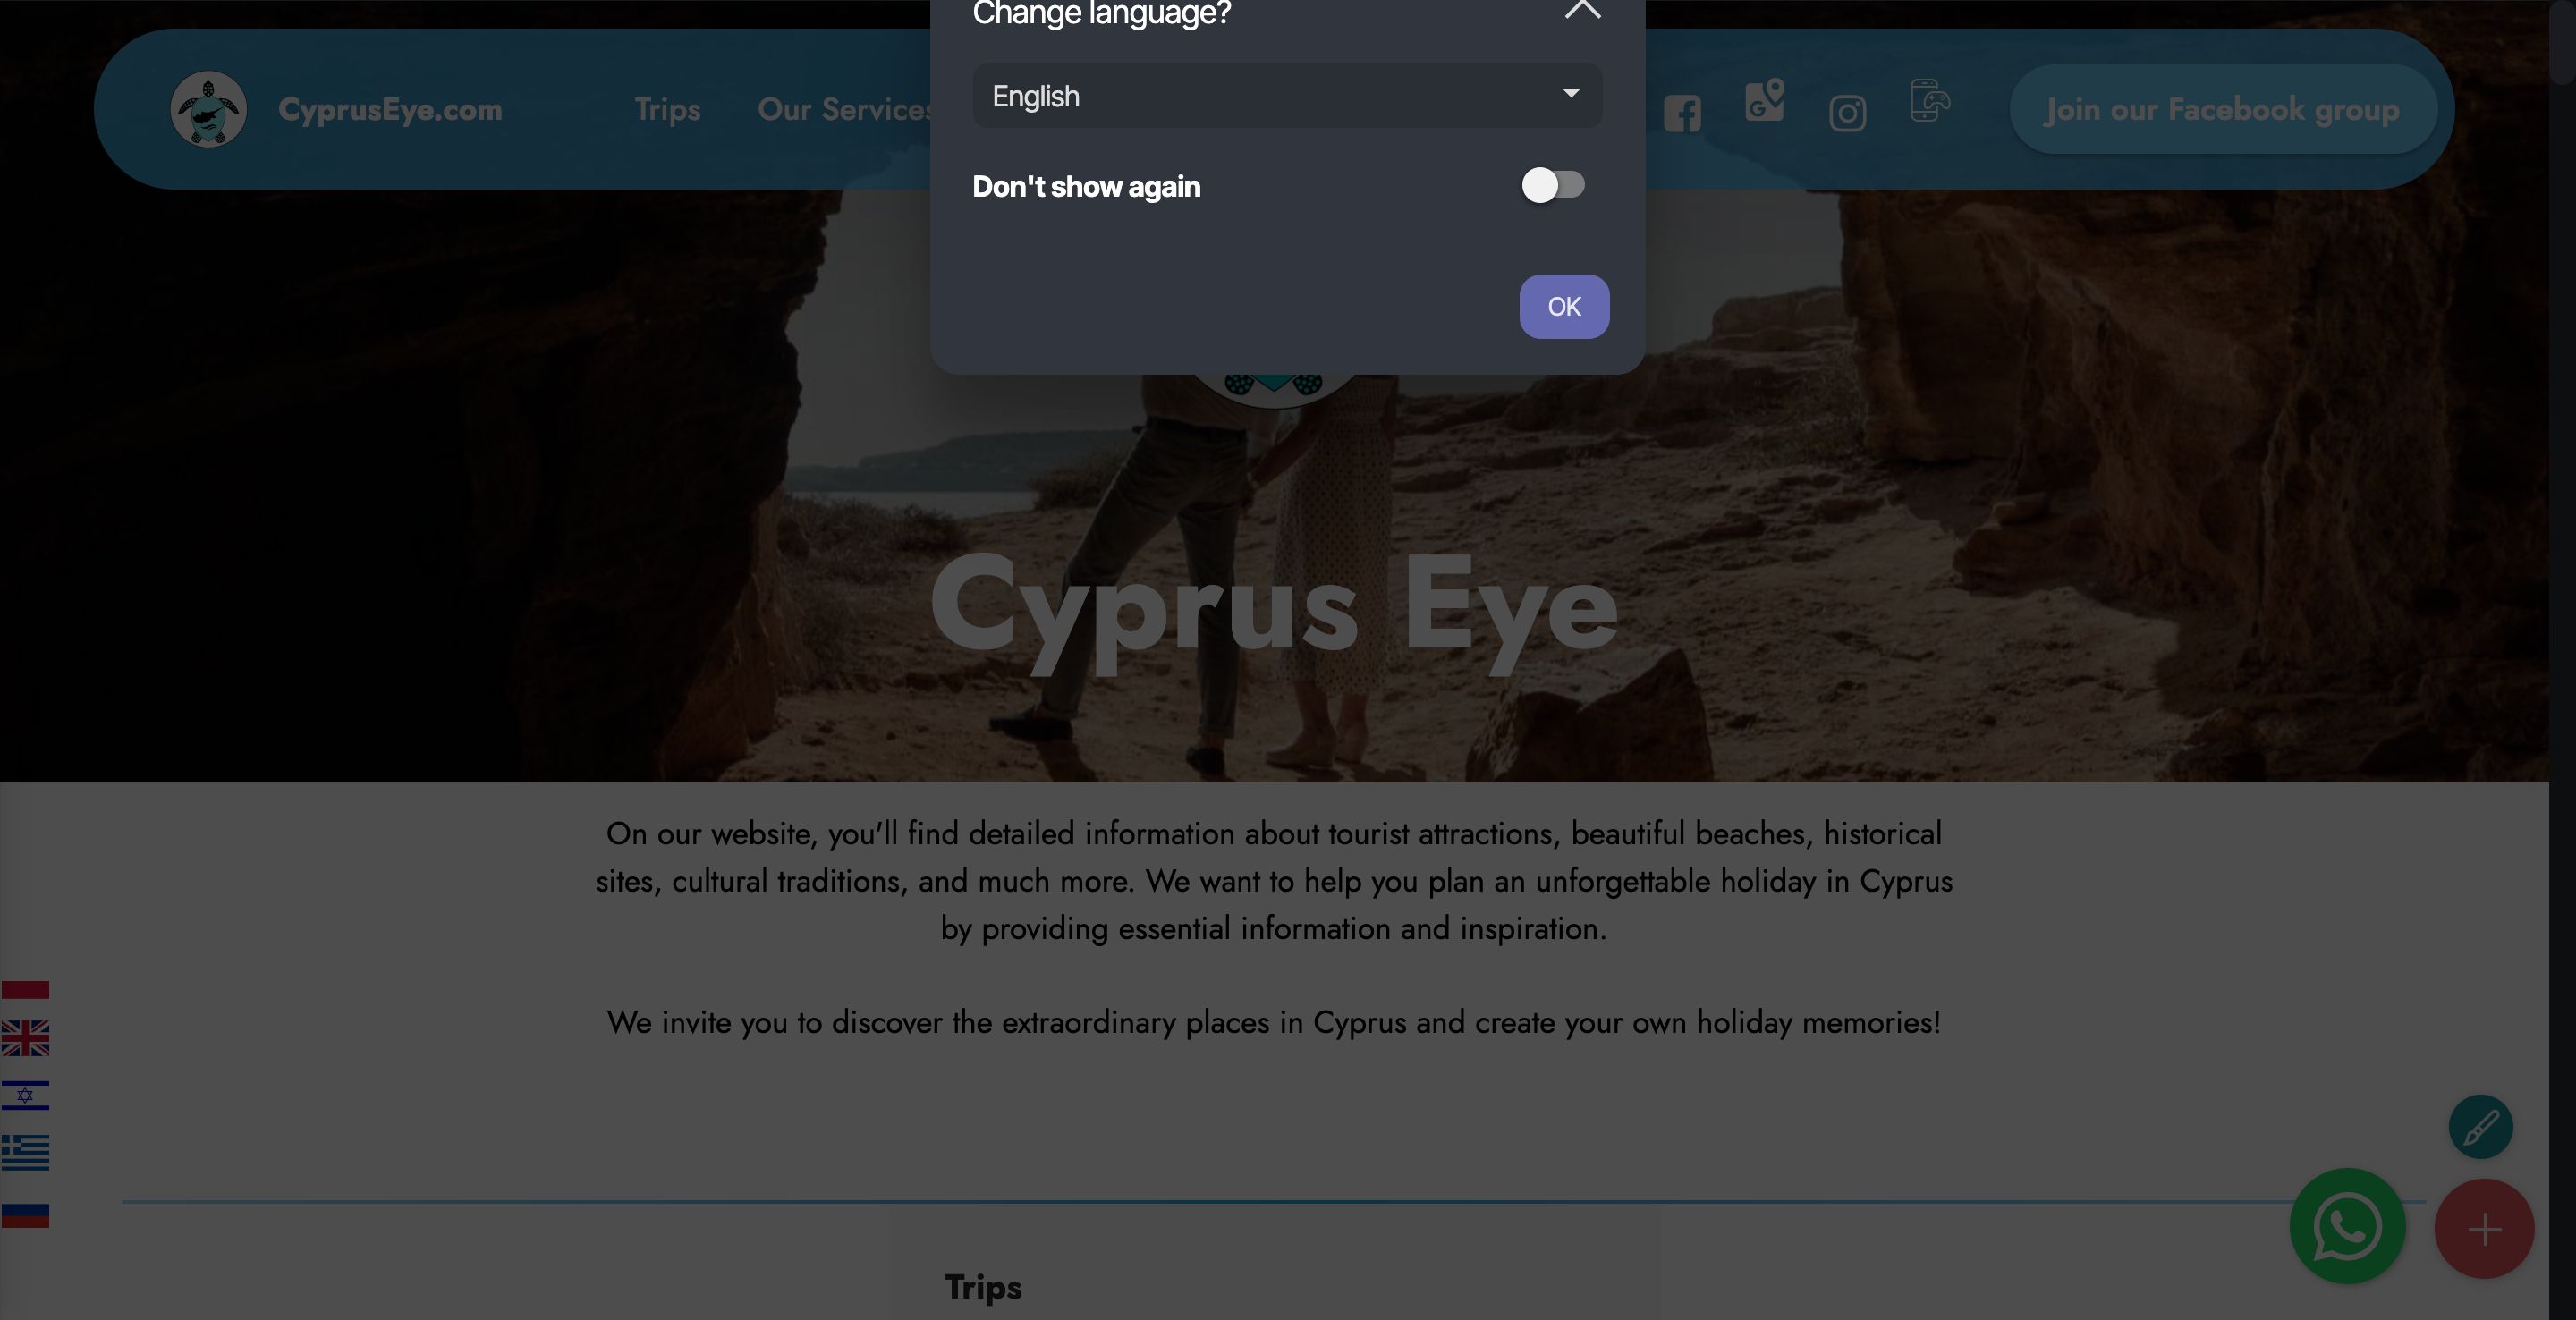 Change language?
English
Don't show again
OK
CyprusEye.com
Trips
Our Services
Join our Facebook group
Cyprus Eye
On our website, you'll find detailed information about tourist attractions, beautiful beaches, historical
sites, cultural traditions, and much more. We want to help you plan an unforgettable holiday in Cyprus
by providing essential information and inspiration.
We invite you to discover the extraordinary places in Cyprus and create your own holiday memories!
Trips